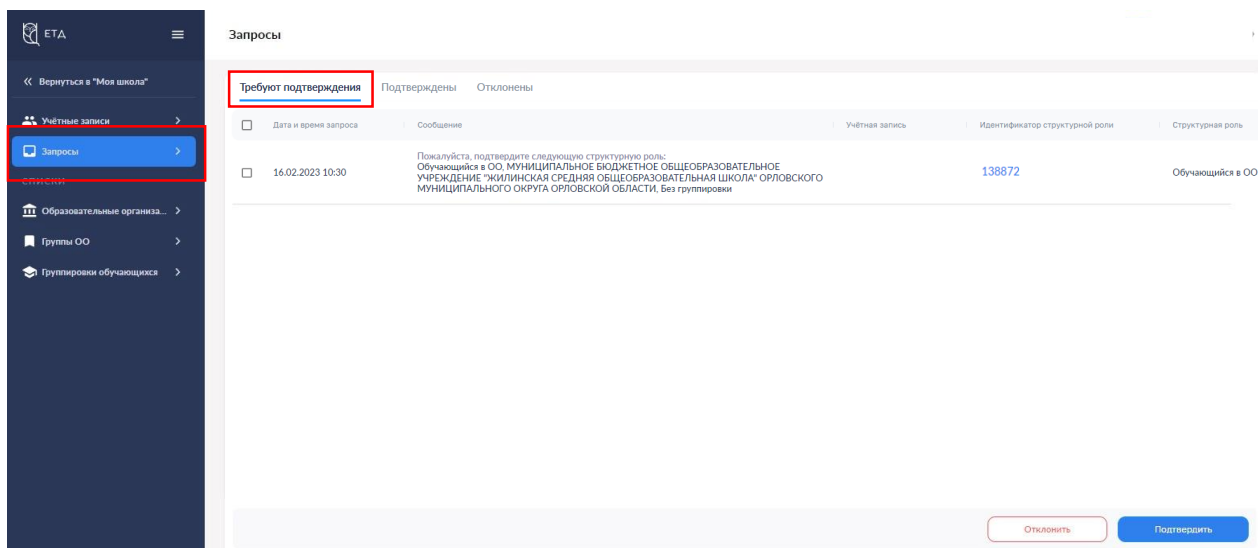 ЕТД
Запросы
Вернуться в "Моя школа"
Требуют подтверждения Подтверждены Отклонены
Учётные записи
Дата и время запроса Сообщение Учётная запись Идентификатор структурной роли Структурная роль
Запросы
СПИСКИ
Пожалуйста, подтвердите следующую структурную роль:
16.02.2023 10:30 Обучающийся в ОО, МУНИЦИПАЛЬНОЕ БЮДЖЕТНОЕ ОБЩЕОБРАЗОВАТЕЛЬНОЕ 138872 Обучающийся в ОО
УЧРЕЖДЕНИЕ "ЖИЛИНСКАЯ СРЕДНЯЯ ОБЩЕОБРАЗОВАТЕЛЬНАЯ ШКОЛА" ОРЛОВСКОГО
МУНИЦИПАЛЬНОГО ОКРУГА ОРЛОВСКОЙ ОБЛАСТИ, Без группировки
Образовательные организа...
Группы ОО
Группировки обучающихся
Отклонить Подтвердить